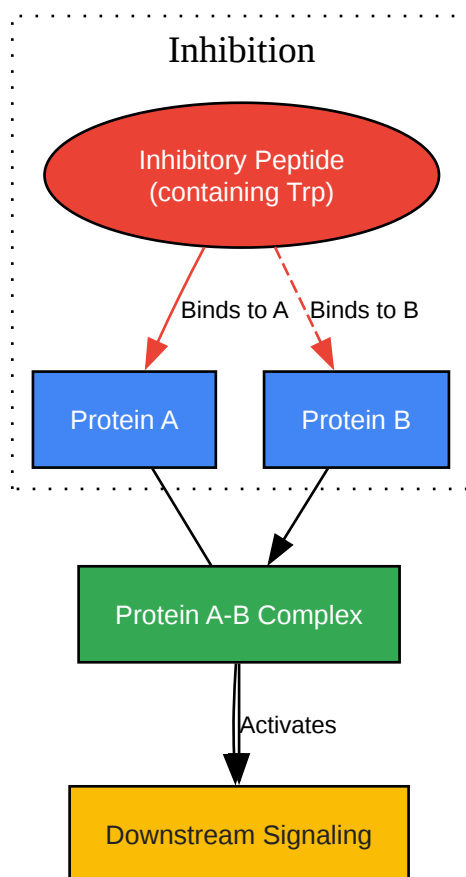 Inhibition
Inhibitory Peptide
(containing Trp)
Binds to A
Binds to B
Protein A
Protein B
Protein A-B Complex
Activates
Downstream Signaling